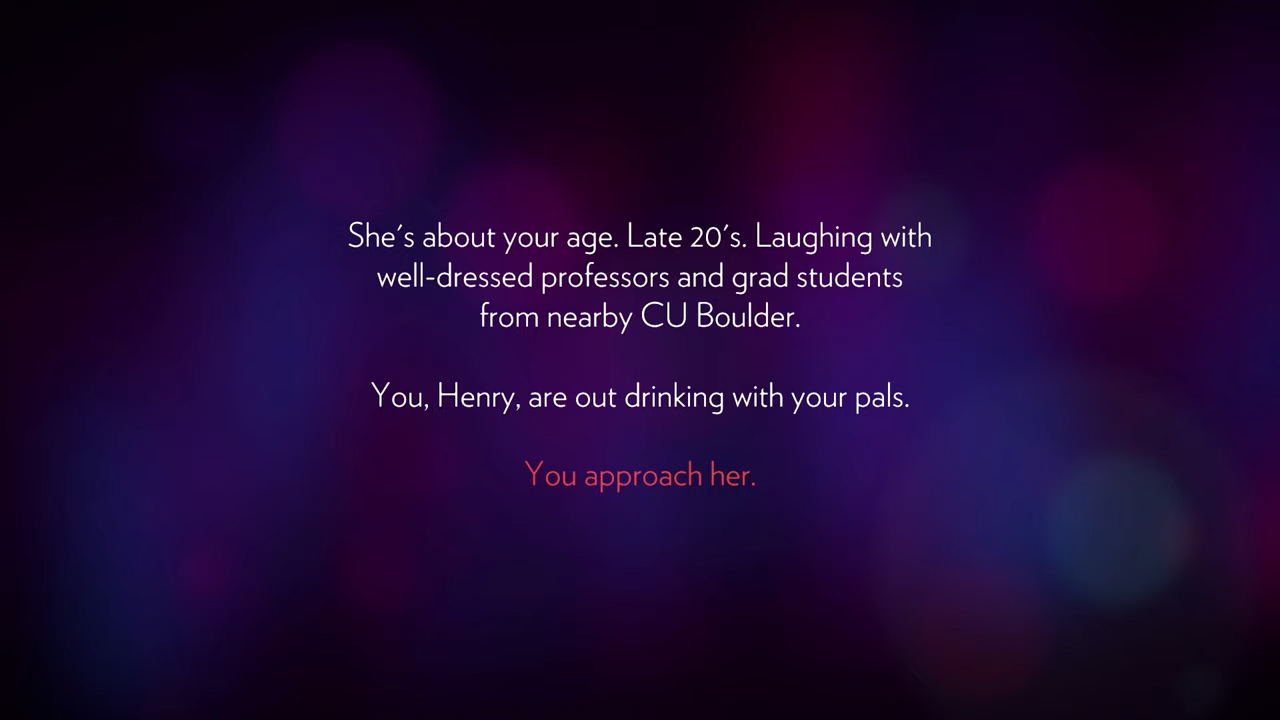 She's about your age. Late 20's. Laughing with
well-dressed professors and grad students
from nearby CU Boulder.
You, Henry, are out drinking with your pals.
You approach her.